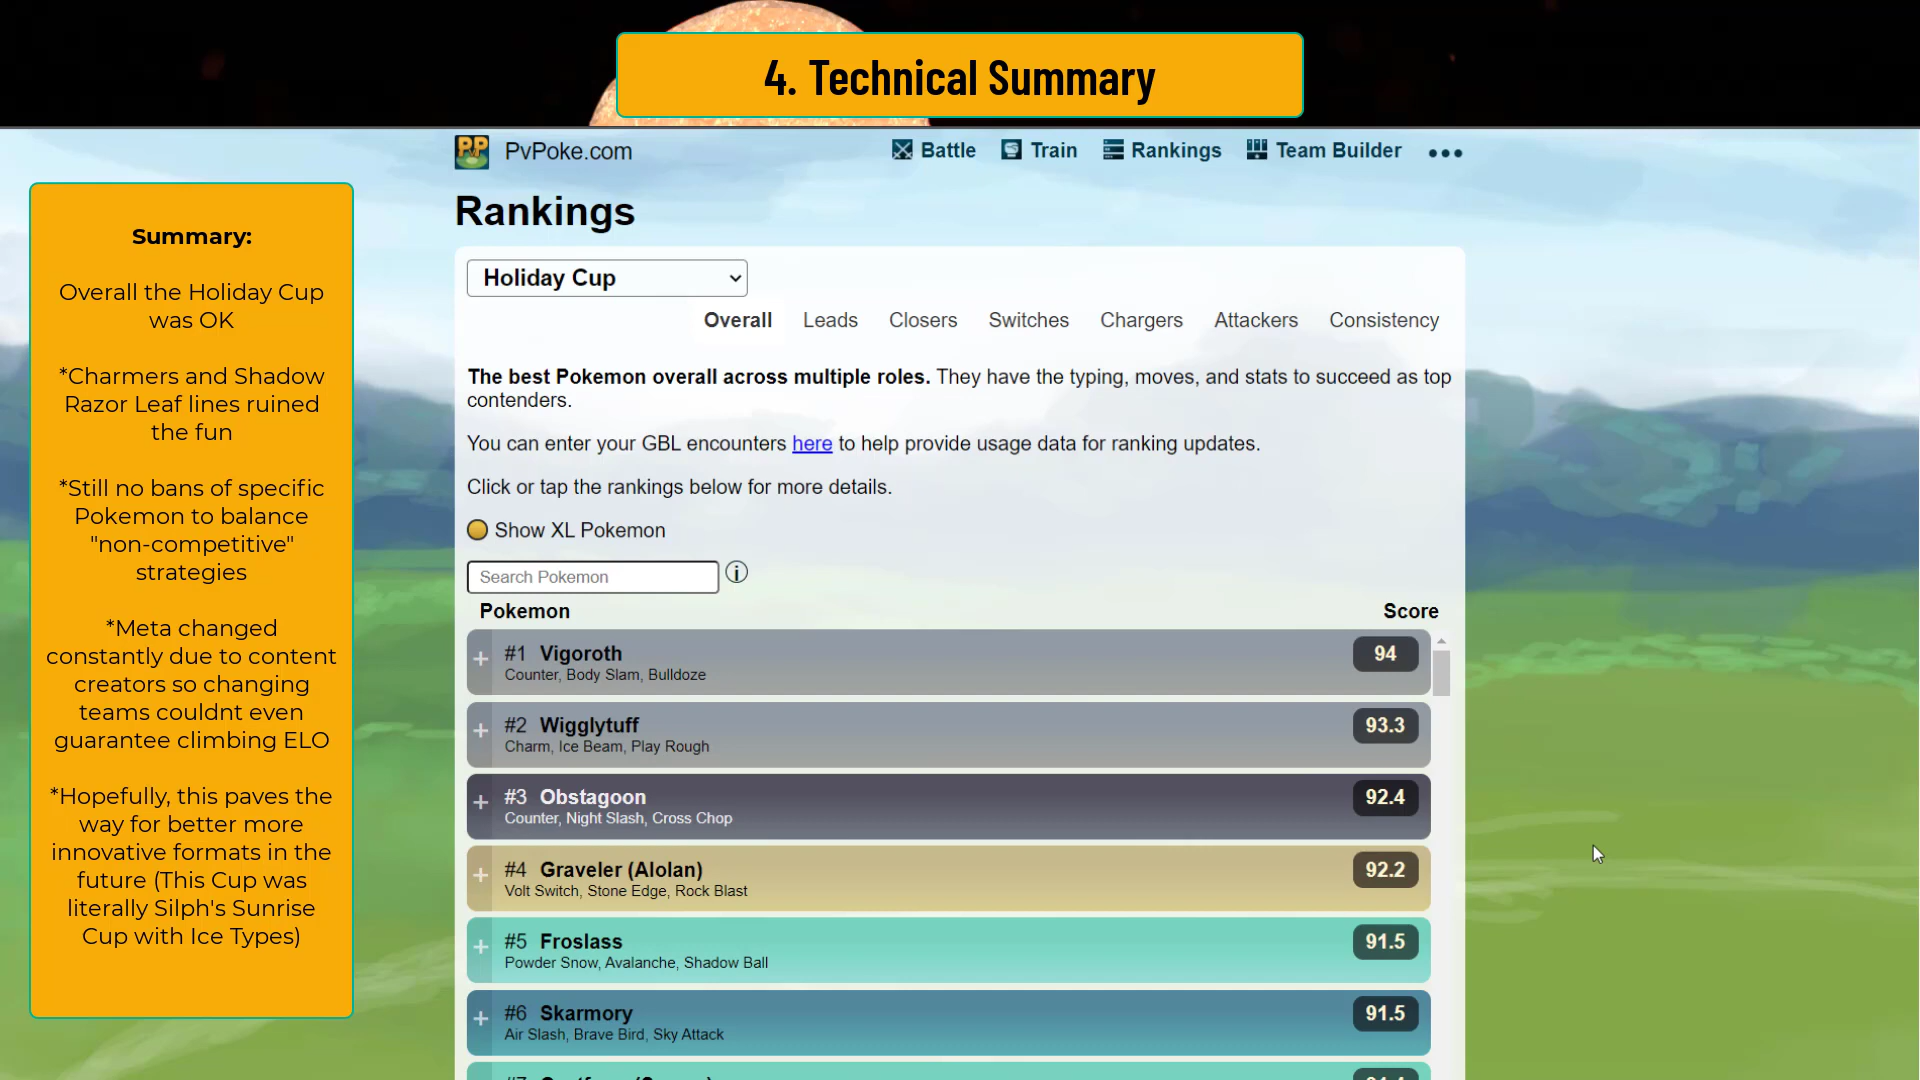 4. Technical Summary
PvPoke.com
Battle
Train
Rankings
Team Builder
Rankings
Holiday Cup
Overall
Leads
Closers
Switches
Chargers
Attackers
Consistency
The best Pokemon overall across multiple roles. They have the typing, moves, and stats to succeed as top
contenders.
You can enter your GBL encounters here to help provide usage data for ranking updates.
Click or tap the rankings below for more details.
Show XL Pokemon
Search Pokemon
Pokemon
Score
#1 Vigoroth
Counter, Body Slam, Bulldoze
94
#2 Wigglytuff
Charm, Ice Beam, Play Rough
93.3
#3 Obstagoon
Counter, Night Slash, Cross Chop
92.4
#4 Graveler (Alolan)
Volt Switch, Stone Edge, Rock Blast
92.2
#5 Froslass
Powder Snow, Avalanche, Shadow Ball
91.5
#6 Skarmory
Air Slash, Brave Bird, Sky Attack
91.5
Summary:
Overall the Holiday Cup
was OK
*Charmers and Shadow
Razor Leaf lines ruined
the fun
*Still no bans of specific
Pokemon to balance
"non-competitive"
strategies
*Meta changed
constantly due to content
creators so changing
teams couldnt even
guarantee climbing ELO
*Hopefully, this paves the
way for better more
innovative formats in the
future (This Cup was
literally Silph's Sunrise
Cup with Ice Types)